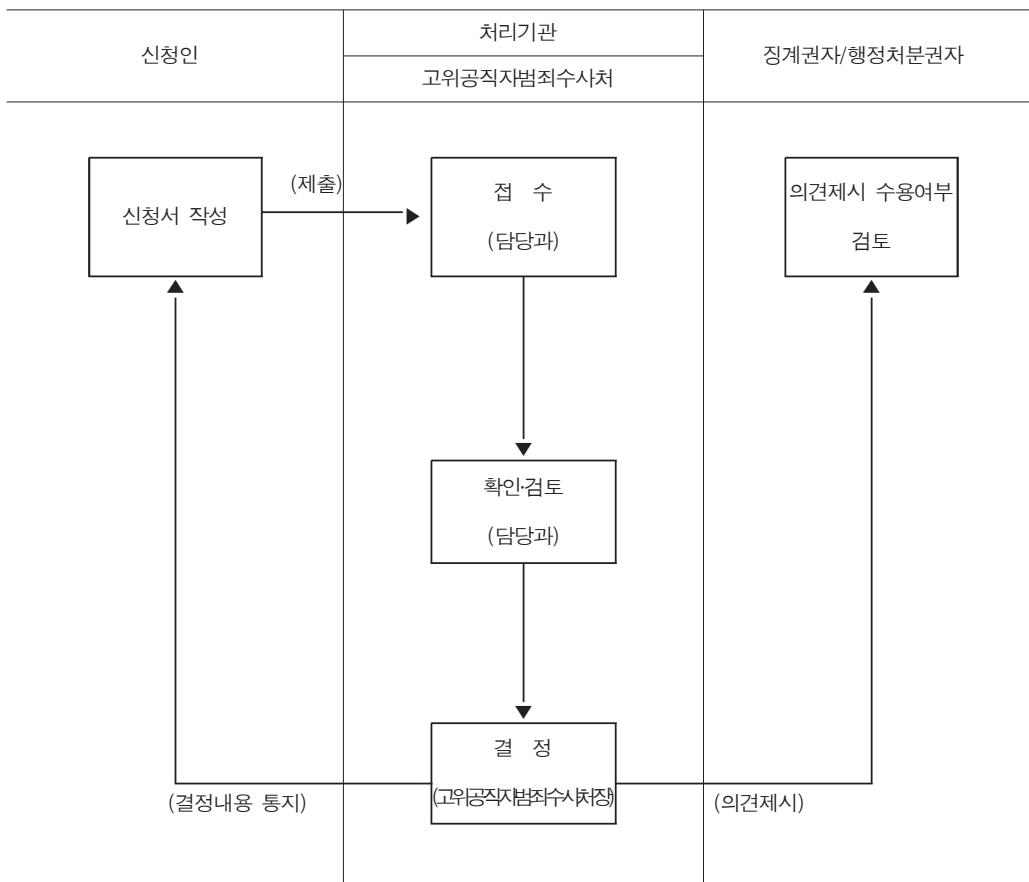 신청인
처리기관
고위공직자범죄수사처
징계권자/행정처분권자
신청서 작성
(제출)
접 수
(담당과)
의견제시 수용여부
검토
확인·검토
(담당과)
결 정
(고위공직자범죄수사처장)
(결정내용 통지)
(의견제시)